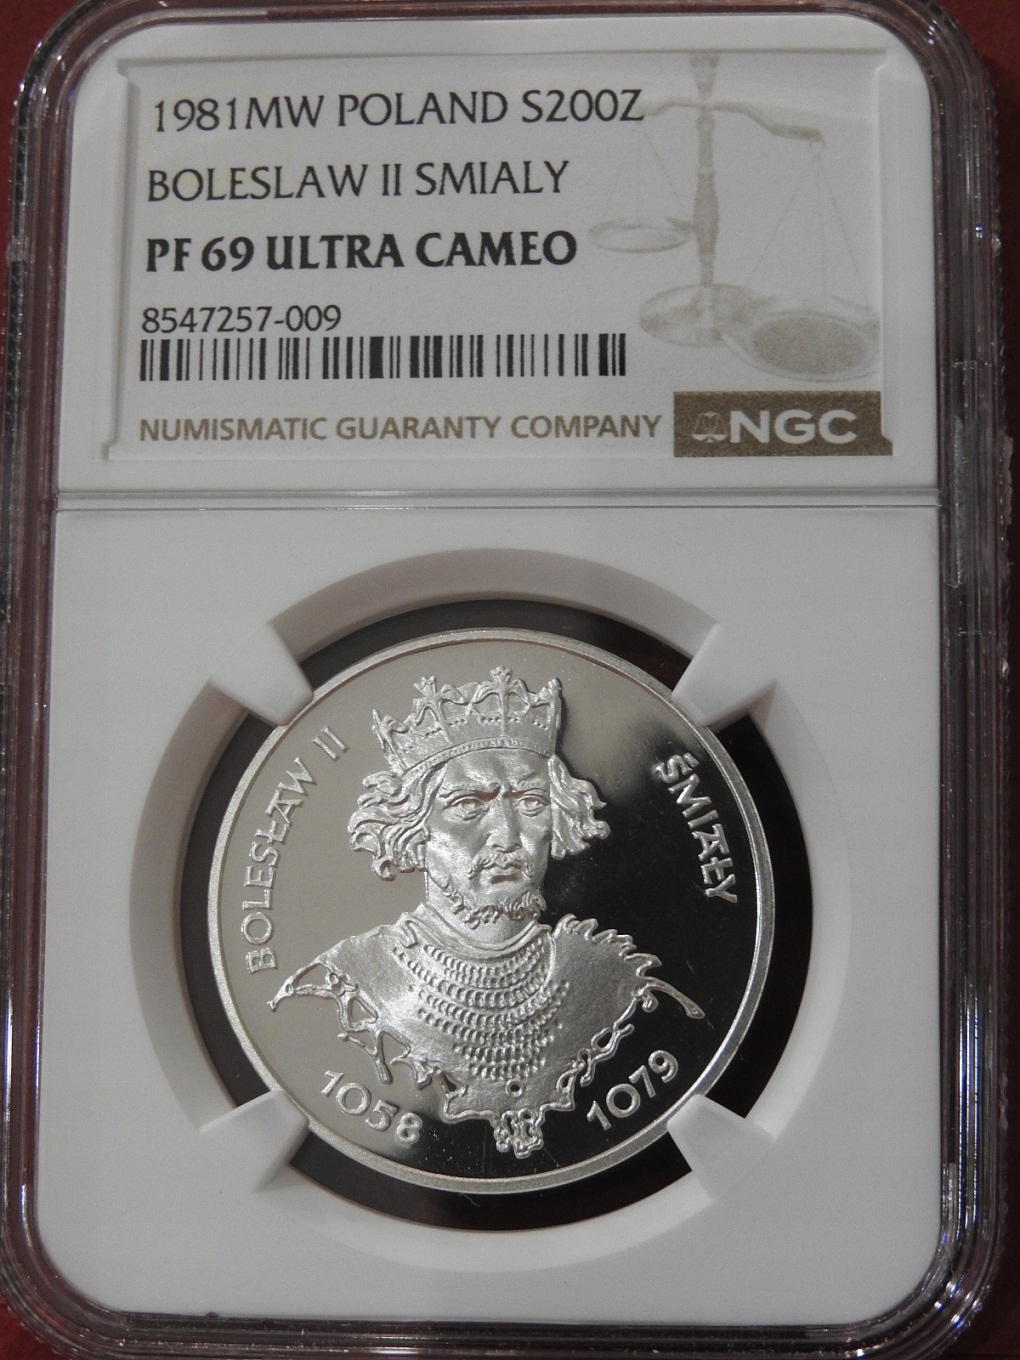 1981MW POLAND S200Z
BOLESLAW II SMIALY
PF 69 ULTRA CAMEO
8547257-009
NUMISMATIC GUARANTY COMPANY NGC
BOLESŁAW II
ŚMIAŁY
1058
1079